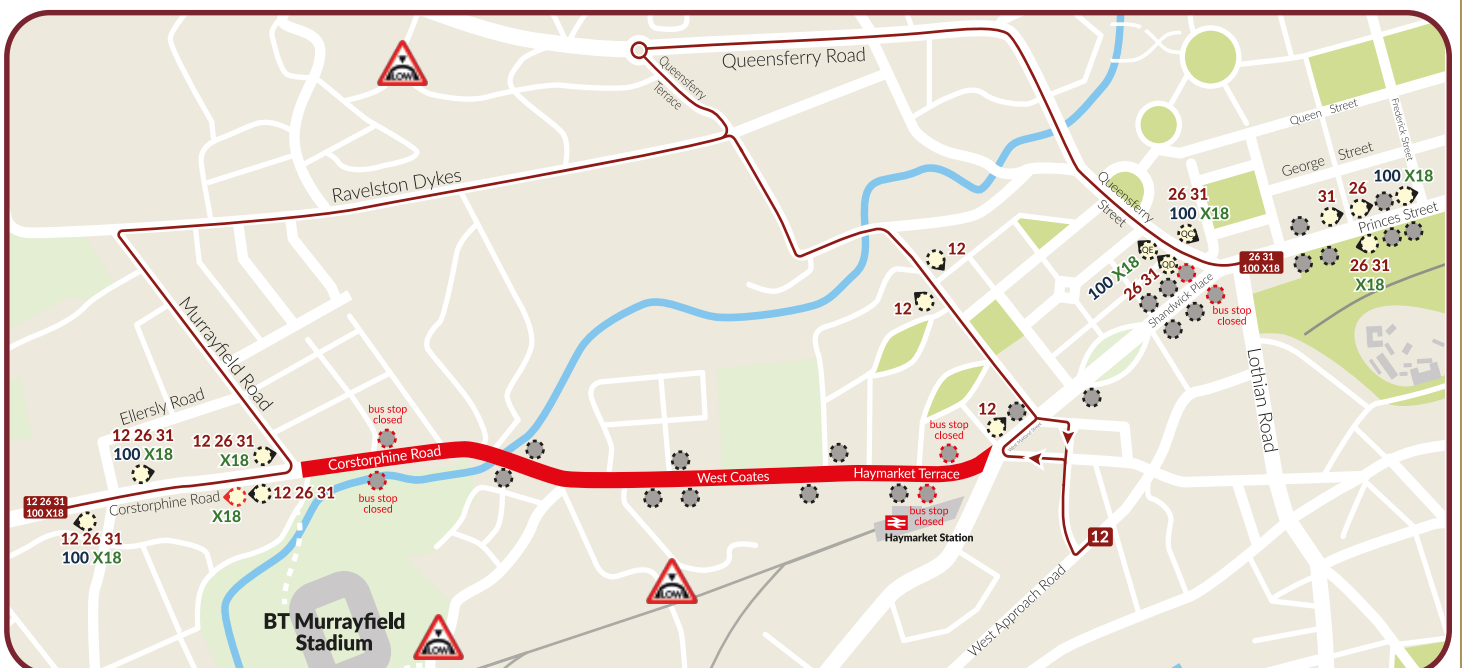 LOW
Queensferry
Terrace
Queensferry Road
Queen Street
Frederick Street
George Street
Ravelston Dykes
Queensferry
Street
26 31
100 X18
QC
QE
QD
100 X18
26 31
31
26
100 X18
Princes Street
26 31
X18
26 31
100 X18
Shandwick Place
bus stop
closed
12
12
Murrayfield Road
Ellersly Road
12 26 31
100 X18
12 26 31
X18
bus stop
closed
Corstorphine Road
West Coates
Haymarket Terrace
12
bus stop
closed
Lothian Road
12 26 31
100 X18
Corstorphine Road
X18
12 26 31
bus stop
closed
bus stop
closed
Haymarket Station
12 26 31
100 X18
12
West Approach Road
LOW
BT Murrayfield
Stadium
LOW